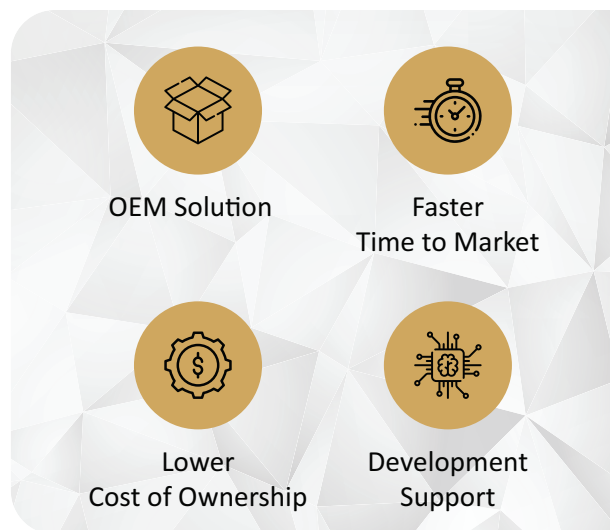 OEM Solution
Faster
Time to Market
$
Lower
Cost of Ownership
Development
Support